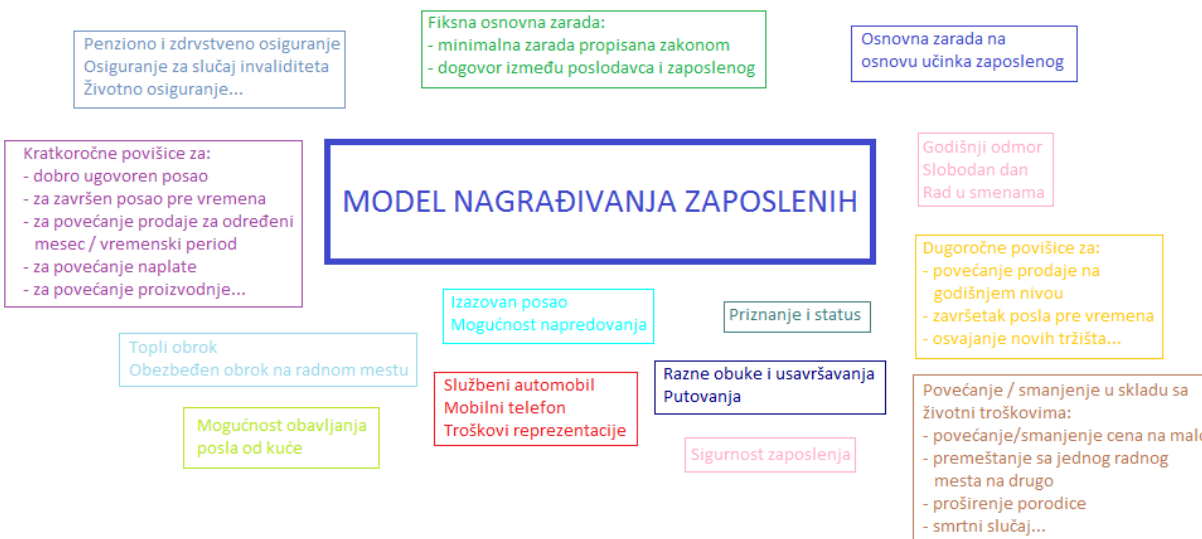 Penziono i zdrvstveno osiguranje
Osiguranje za slučaj invaliditeta
Životno osiguranje...
Fiksna osnovna zarada:
- minimalna zarada propisana zakonom
- dogovor između poslodavca i zaposlenog
Osnovna zarada na
osnovu učinka zaposlenog
Kratkoročne povišice za:
- dobro ugovoren posao
- za završen posao pre vremena
- za povećanje prodaje za određeni
mesec / vremenski period
- za povećanje naplate
- za povećanje proizvodnje...
MODEL NAGRAĐIVANJA ZAPOSLENIH
Godišnji odmor
Slobodan dan
Rad u smenama
Dugoročne povišice za:
- povećanje prodaje na
godišnjem nivou
- završetak posla pre vremena
- osvajanje novih tržišta...
Izazovan posao
Mogućnost napredovanja
Priznanje i status
Topli obrok
Obezbeđen obrok na radnom mestu
Službeni automobil
Mobilni telefon
Troškovi reprezentacije
Razne obuke i usavršavanja
Putovanja
Mogućnost obavljanja
posla od kuće
Sigurnost zaposlenja
Povećanje / smanjenje u skladu sa
životni troškovima:
- povećanje/smanjenje cena na malo
- premeštanje sa jednog radnog
mesta na drugo
- proširenje porodice
- smrtni slučaj...